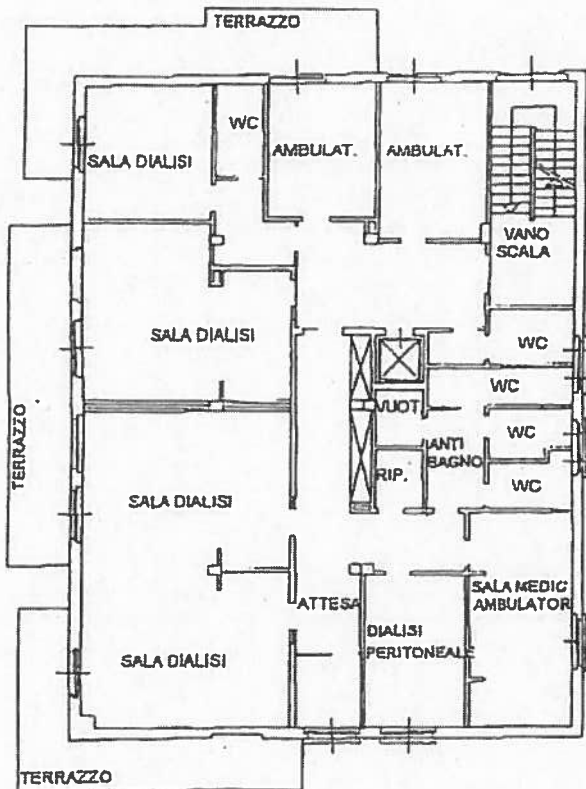 TERRAZZO
WC
SALA DIALISI
AMBULAT.
AMBULAT.
VANO
SCALA
SALA DIALISI
WC
WC
VUOT
ANTI
BAGNO
WC
RIP.
WC
TERRAZZO
SALA DIALISI
SALA MEDIC
AMBULATOR
ATTESA
DIALISI
PERITONEALE
SALA DIALISI
TERRAZZO